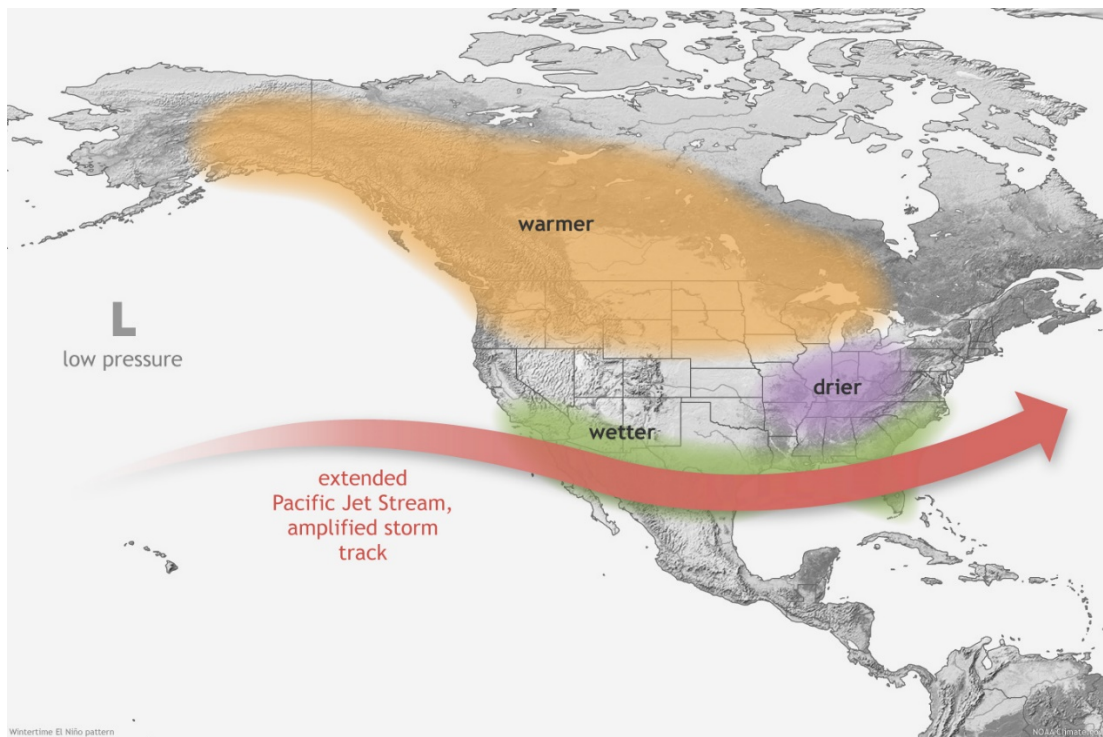 warmer
L
low pressure
drier
wetter
extended
Pacific Jet Stream,
amplified storm
track
Wintertime El Niño pattern
NOAA Climate.gov